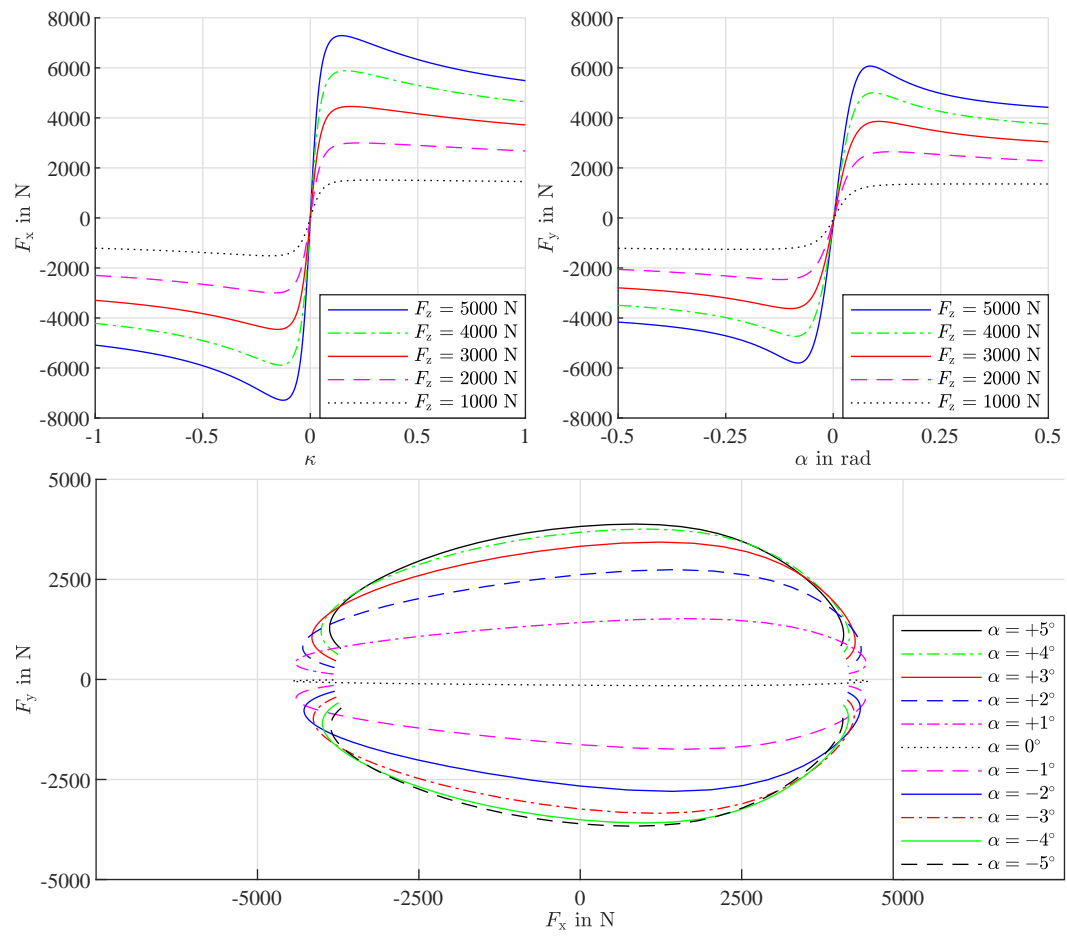 8000
6000
4000
2000
0
-2000
-4000
-6000
-8000
-1
-0.5
0
0.5
1
κ
F_x in N
F_z = 5000 N
F_z = 4000 N
F_z = 3000 N
F_z = 2000 N
F_z = 1000 N
8000
6000
4000
2000
0
-2000
-4000
-6000
-8000
-0.5
-0.25
0
0.25
0.5
α in rad
F_y in N
F_z = 5000 N
F_z = 4000 N
F_z = 3000 N
F_z = 2000 N
F_z = 1000 N
5000
2500
0
-2500
-5000
-5000
-2500
0
2500
5000
F_x in N
F_y in N
α = +5°
α = +4°
α = +3°
α = +2°
α = +1°
α = 0°
α = −1°
α = −2°
α = −3°
α = −4°
α = −5°